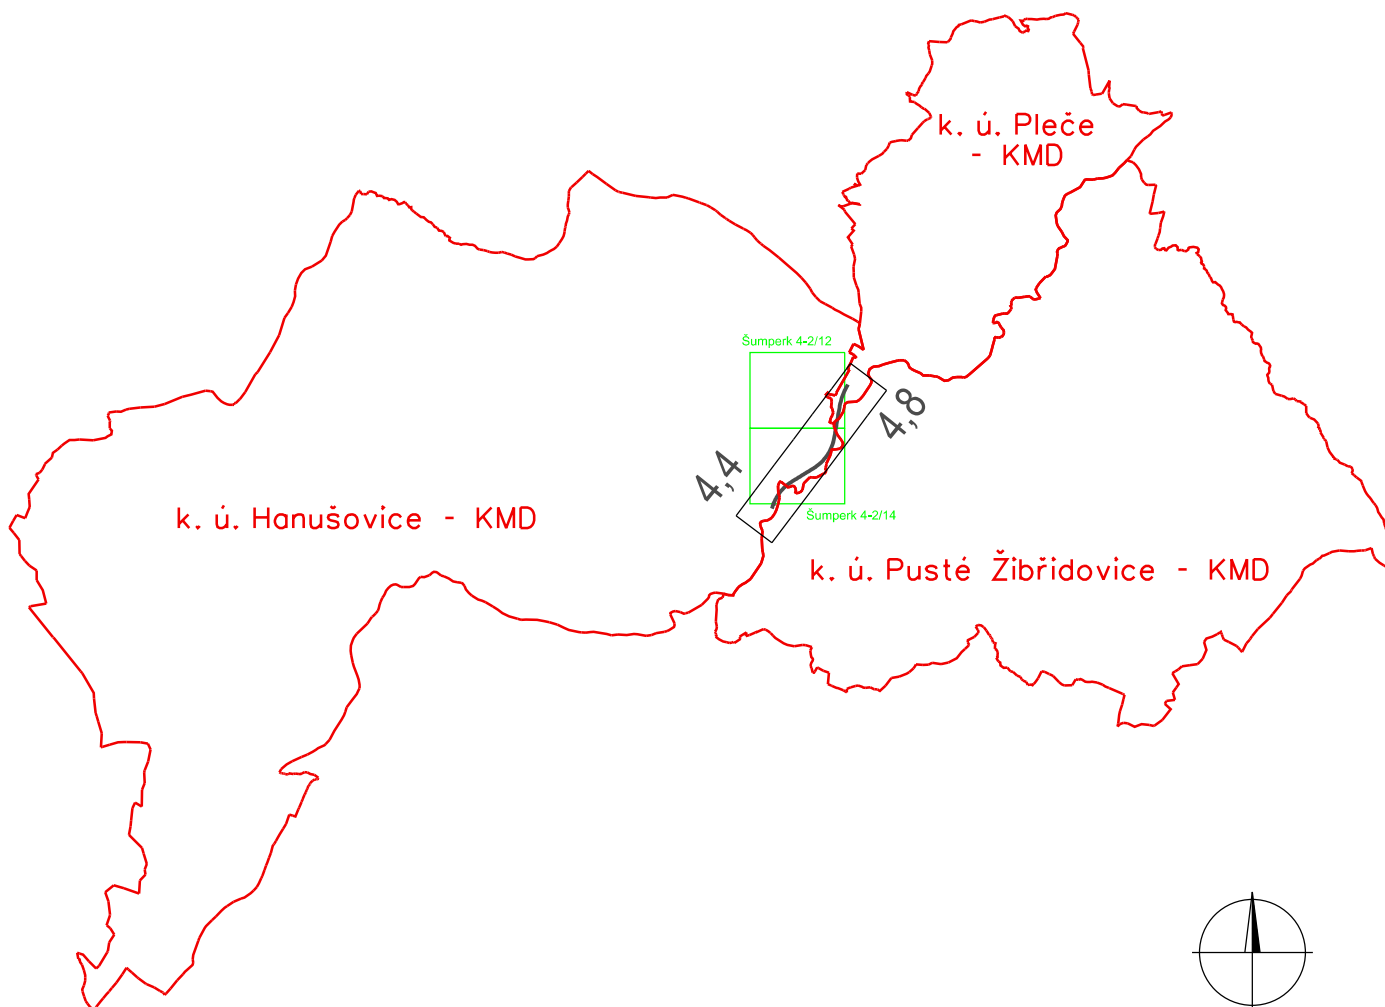 k. ú. Pleče
- KMD
Šumperk 4-2/12
4,8
4,4
k. ú. Hanušovice - KMD
Šumperk 4-2/14
k. ú. Pusté Žibřidovice - KMD